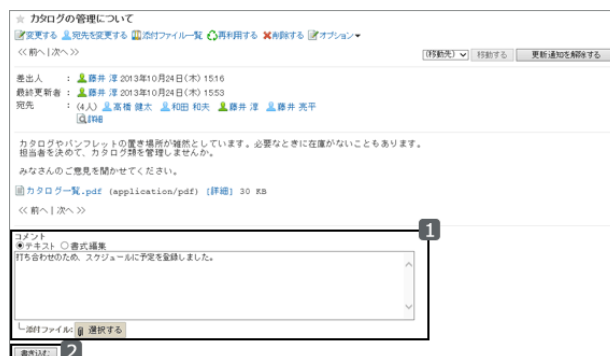 カタログの管理について
変更する 宛先を変更する 添付ファイル一覧 再利用する 削除する オプション
≪前へ | 次へ≫
(移動先) 移動する 更新通知を解除する
差出人 : 藤井 淳 2013年10月24日(木) 15:16
最終更新者 : 藤井 淳 2013年10月24日(木) 15:53
宛先 : (4人) 高橋 健太 和田 和夫 藤井 淳 藤井 亮平
詳細
カタログやパンフレットの置き場所が雑然としています。必要なときに在庫がないこともあります。
担当者を決めて、カタログ類を管理しませんか。
みなさんのご意見を聞かせてください。
カタログ一覧.pdf (application/pdf) [詳細] 30 KB
≪前へ | 次へ≫
1
コメント
テキスト 書式編集
打ち合わせのため、スケジュールに予定を登録しました。
添付ファイル: 選択する
書き込む 2